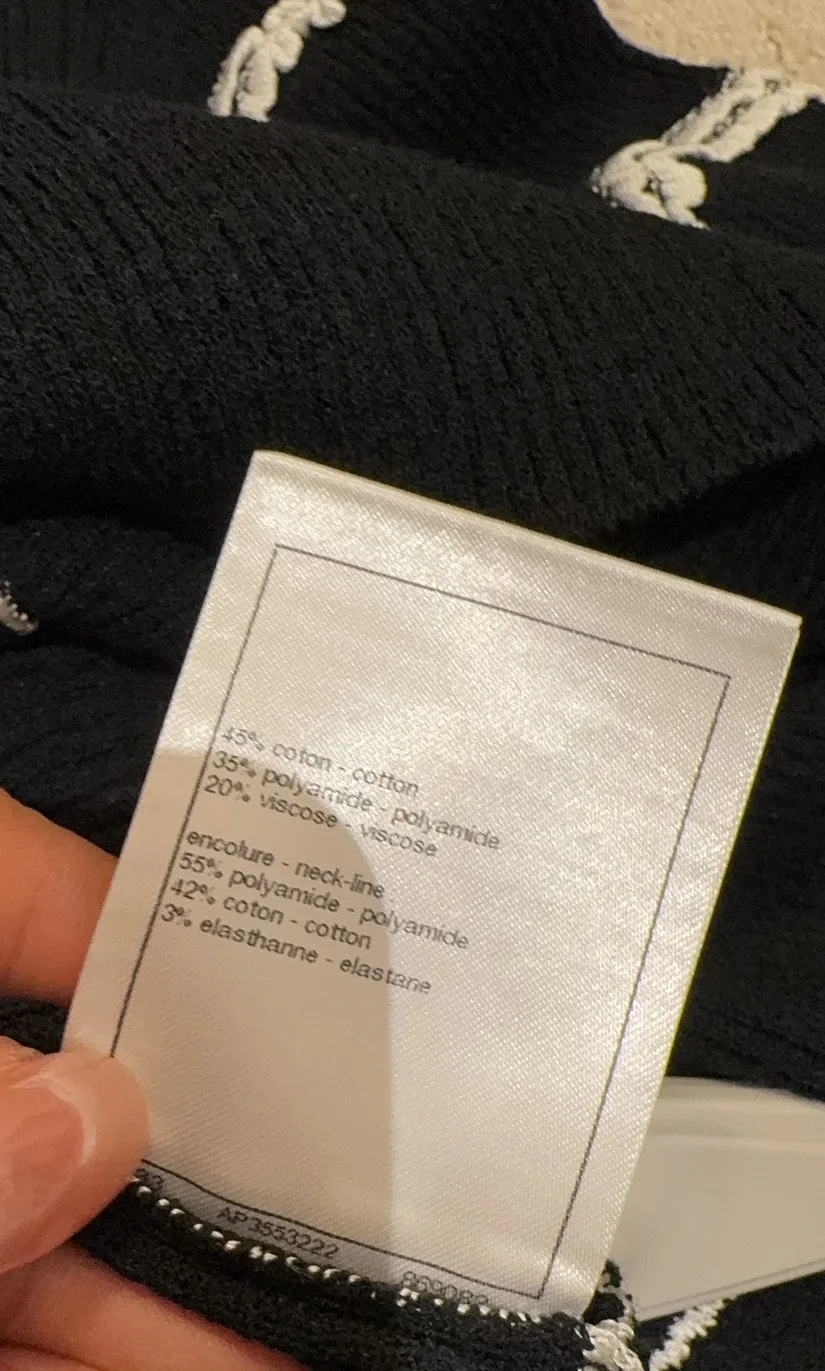 45% coton - cotton
35% polyamide - polyamide
20% viscose - viscose
encolure - neck-line :
55% polyamide - polyamide
42% coton - cotton
3% elasthanne - elastane
AP3553222